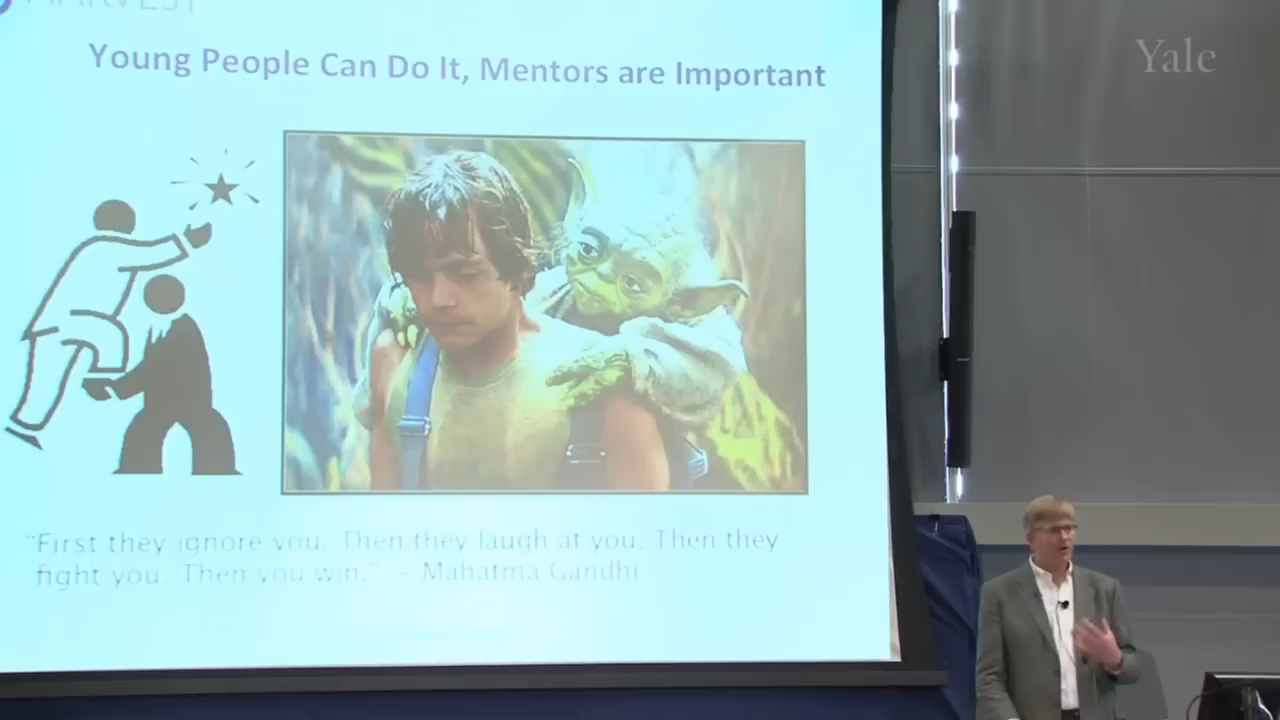 HARVEST
Young People Can Do It, Mentors are Important
Yale
"First they ignore you. Then they laugh at you. Then they
fight you. Then you win." - Mahatma Gandhi